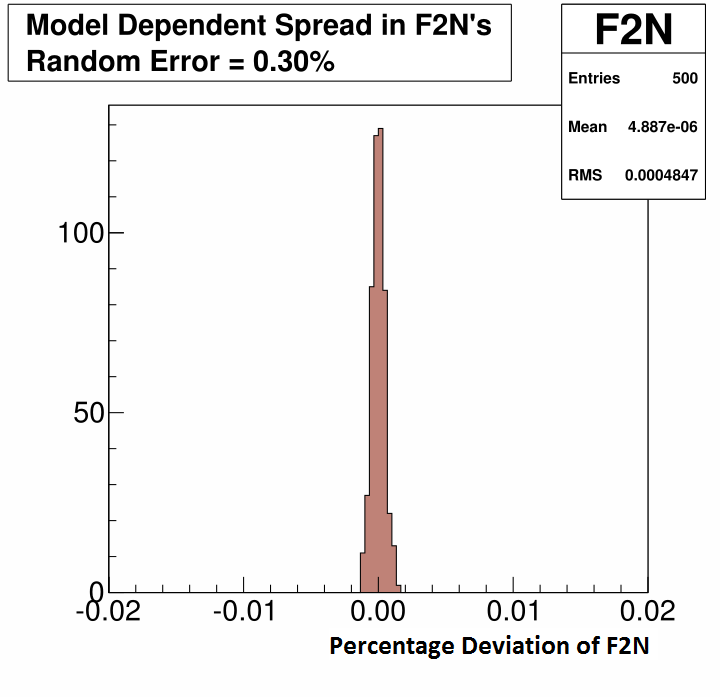 Model Dependent Spread in F2N's
Random Error = 0.30%
F2N
Entries 500
Mean 4.887e-06
RMS 0.0004847
100
50
0
-0.02 -0.01 0.00 0.01 0.02
Percentage Deviation of F2N